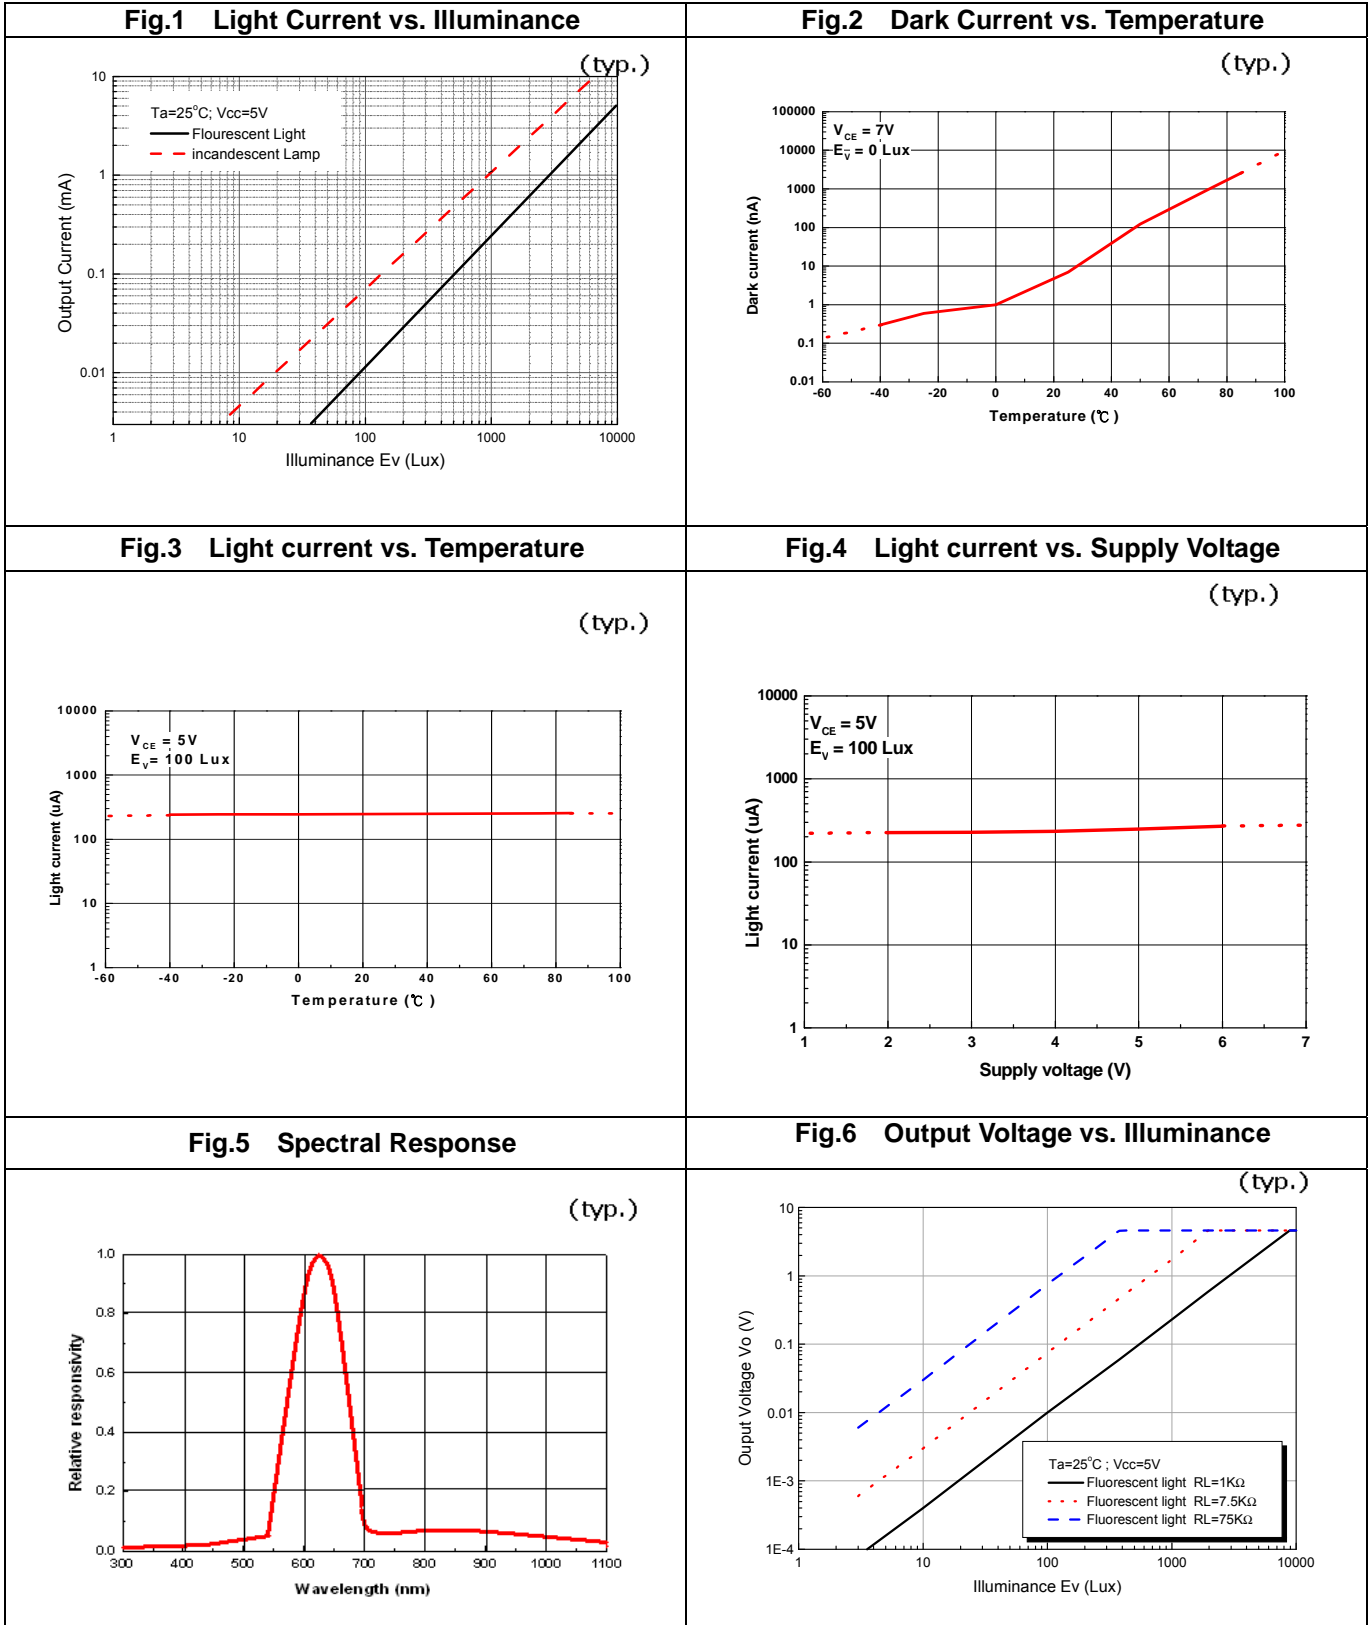 Fig.1 Light Current vs. Illuminance
(typ.)
10
1
0.1
0.01
Ta=25°C; Vcc=5V
Flourescent Light
incandescent Lamp
Output Current (mA)
1 10 100 1000 10000
Illuminance Ev (Lux)
Fig.2 Dark Current vs. Temperature
(typ.)
100000
10000
1000
100
10
1
0.1
0.01
VCE = 7V
EV = 0 Lux
Dark current (nA)
-60 -40 -20 0 20 40 60 80 100
Temperature (℃ )
Fig.3 Light current vs. Temperature
(typ.)
10000
1000
100
10
1
VCE = 5V
EV= 100 Lux
Light current (uA)
-60 -40 -20 0 20 40 60 80 100
Temperature (℃ )
Fig.4 Light current vs. Supply Voltage
(typ.)
10000
1000
100
10
1
VCE = 5V
EV = 100 Lux
Light current (uA)
1 2 3 4 5 6 7
Supply voltage (V)
Fig.5 Spectral Response
(typ.)
1.0
0.8
0.6
0.4
0.2
0.0
Relative responsivity
300 400 500 600 700 800 900 1000 1100
Wavelength (nm)
Fig.6 Output Voltage vs. Illuminance
(typ.)
10
1
0.1
0.01
1E-3
1E-4
Ouput Voltage Vo (V)
Ta=25°C ; Vcc=5V
Fluorescent light RL=1KΩ
Fluorescent light RL=7.5KΩ
Fluorescent light RL=75KΩ
1 10 100 1000 10000
Illuminance Ev (Lux)